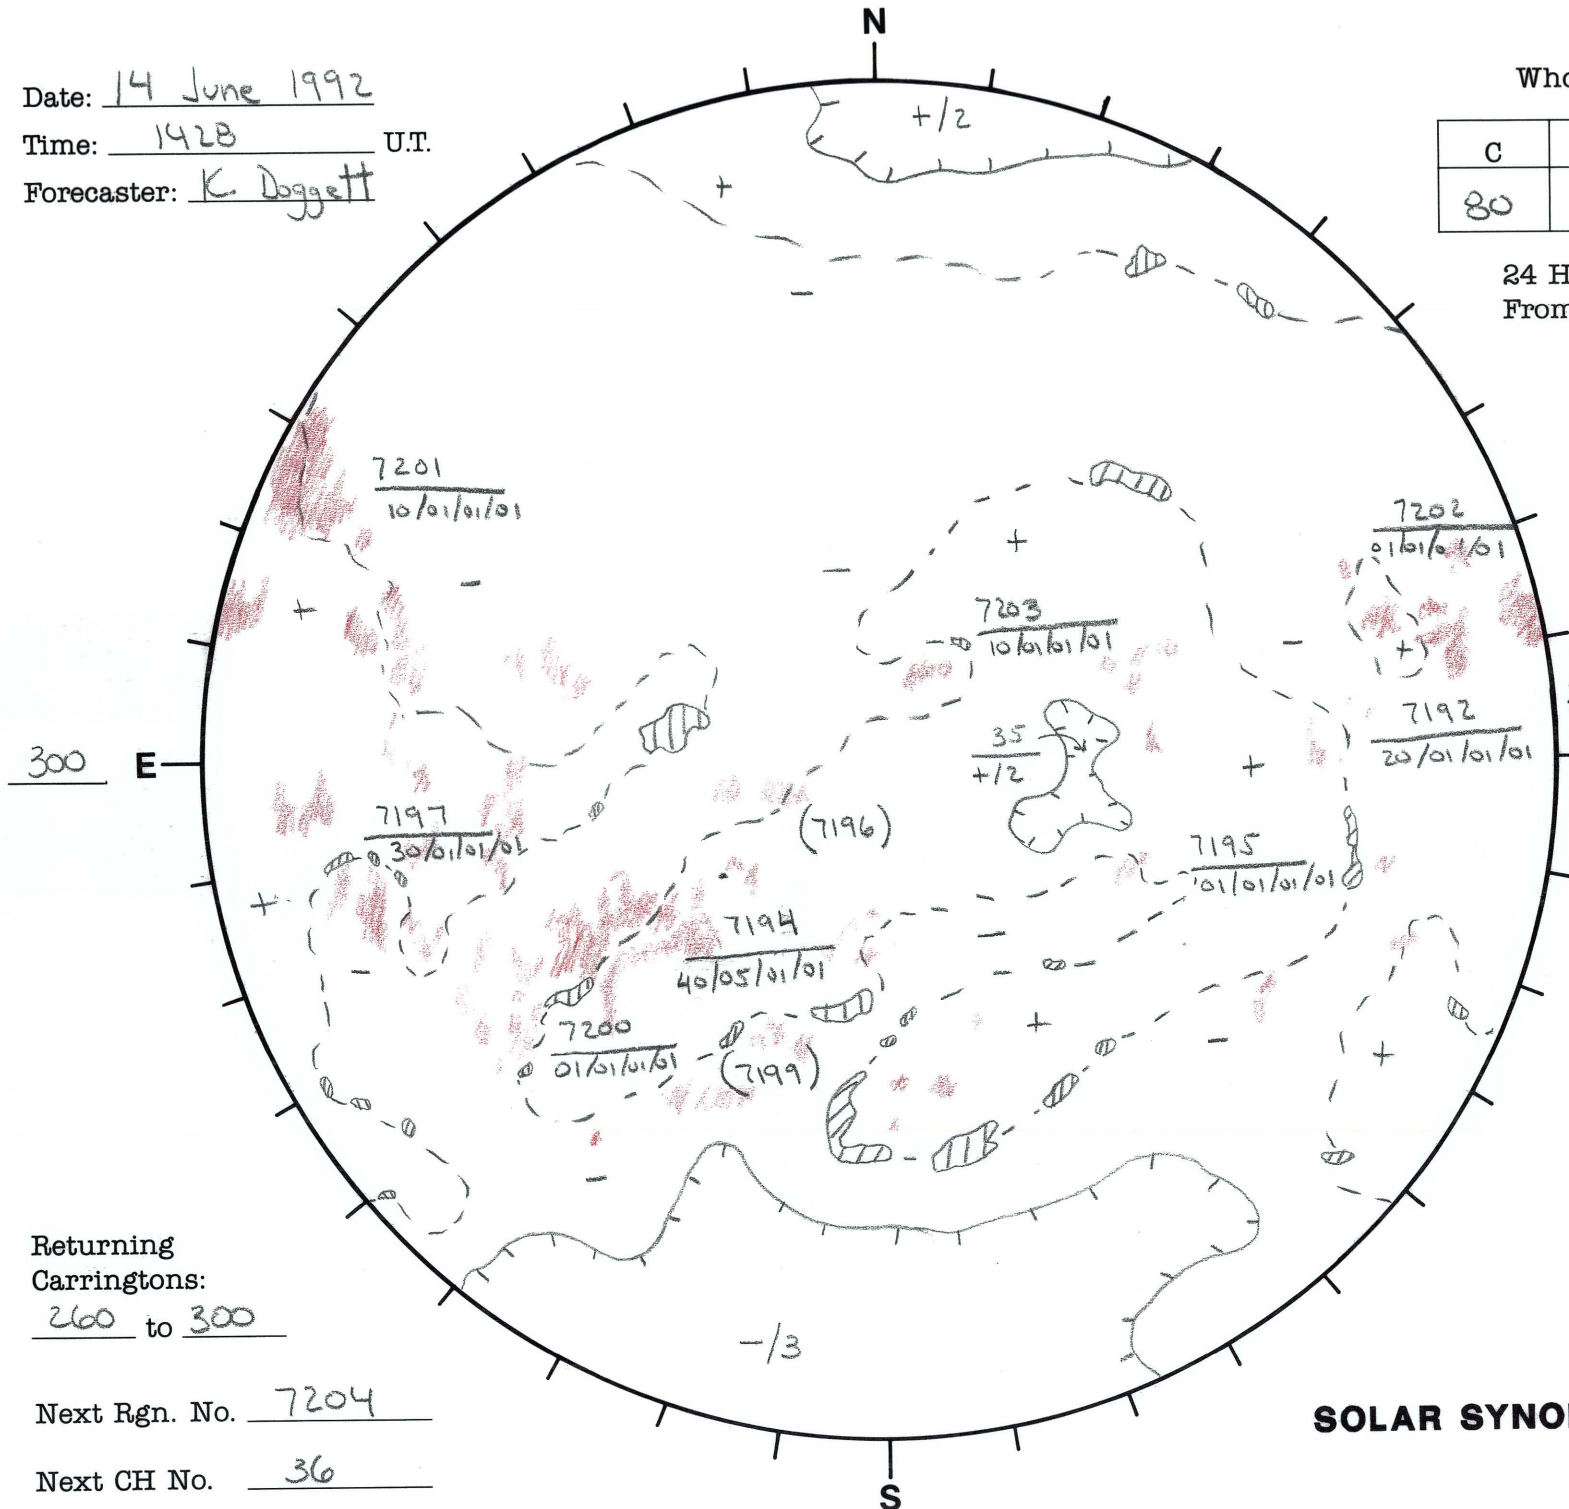 N
Date: 14 June 1992
Time: 1428 U.T.
Forecaster: K. Doggett
Who
C
80
24 H
From
+/2
+
-
7201
10/01/01/01
7202
01/01/01/01
+
-
+
-
7203
10/01/01/01
-
+
7192
20/01/01/01
300
E
35
+/2
+
7197
30/01/01/01
(7196)
7195
01/01/01/01
+
-
7194
40/05/01/01
-
-
7200
01/01/01/01
(7199)
+
-
+
-
Returning
Carringtons:
260 to 300
-/3
Next Rgn. No. 7204
Next CH No. 36
SOLAR SYNO
S